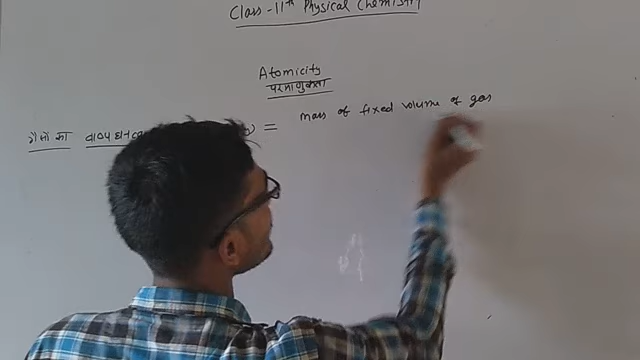 Class-11th Physical Chemistry
Atomicity
परमाणुकता
mass of fixed volume of gas
गैसों का वाष्प घनत्व =